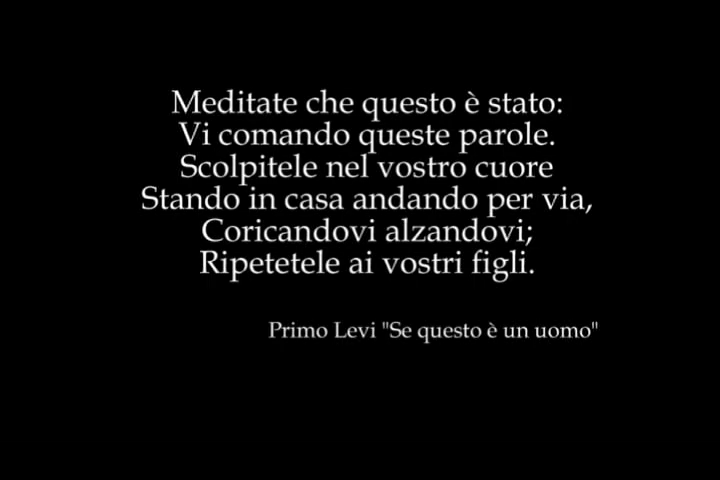 Meditate che questo è stato:
Vi comando queste parole.
Scolpitele nel vostro cuore
Stando in casa andando per via,
Coricandovi alzandovi;
Ripetetele ai vostri figli.
Primo Levi "Se questo è un uomo"